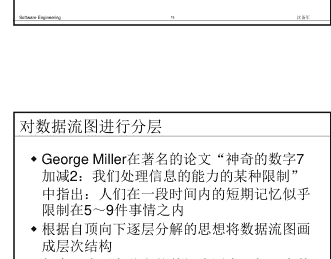 Software Engineering
对数据流图进行分层
◆ George Miller在著名的论文“神奇的数字7
加减2：我们处理信息的能力的某种限制”
中指出：人们在一段时间内的短期记忆似乎
限制在5～9件事情之内
◆ 根据自顶向下逐层分解的思想将数据流图画
成层次结构